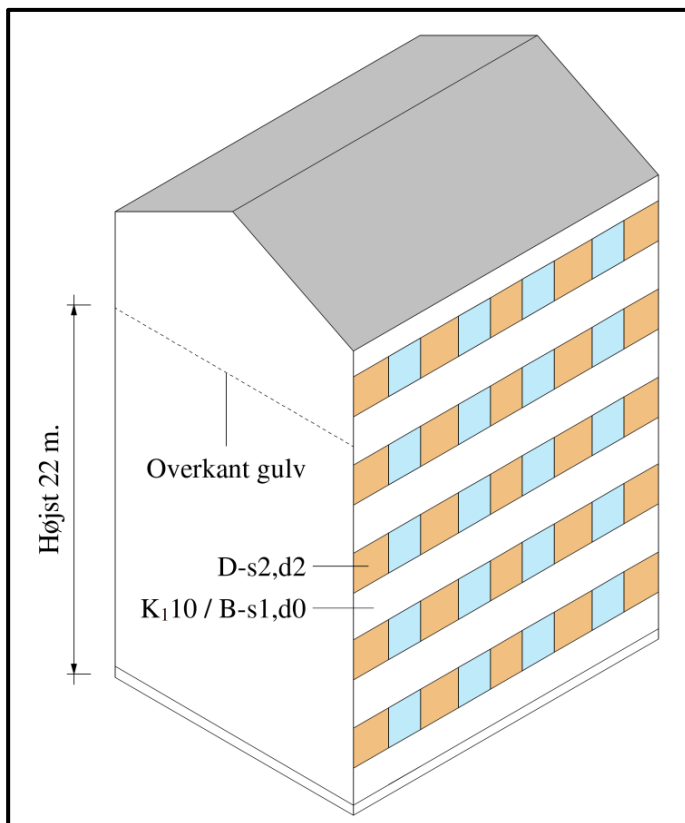 Højst 22 m.
Overkant gulv
D-s2,d2
K₁10 / B-s1,d0